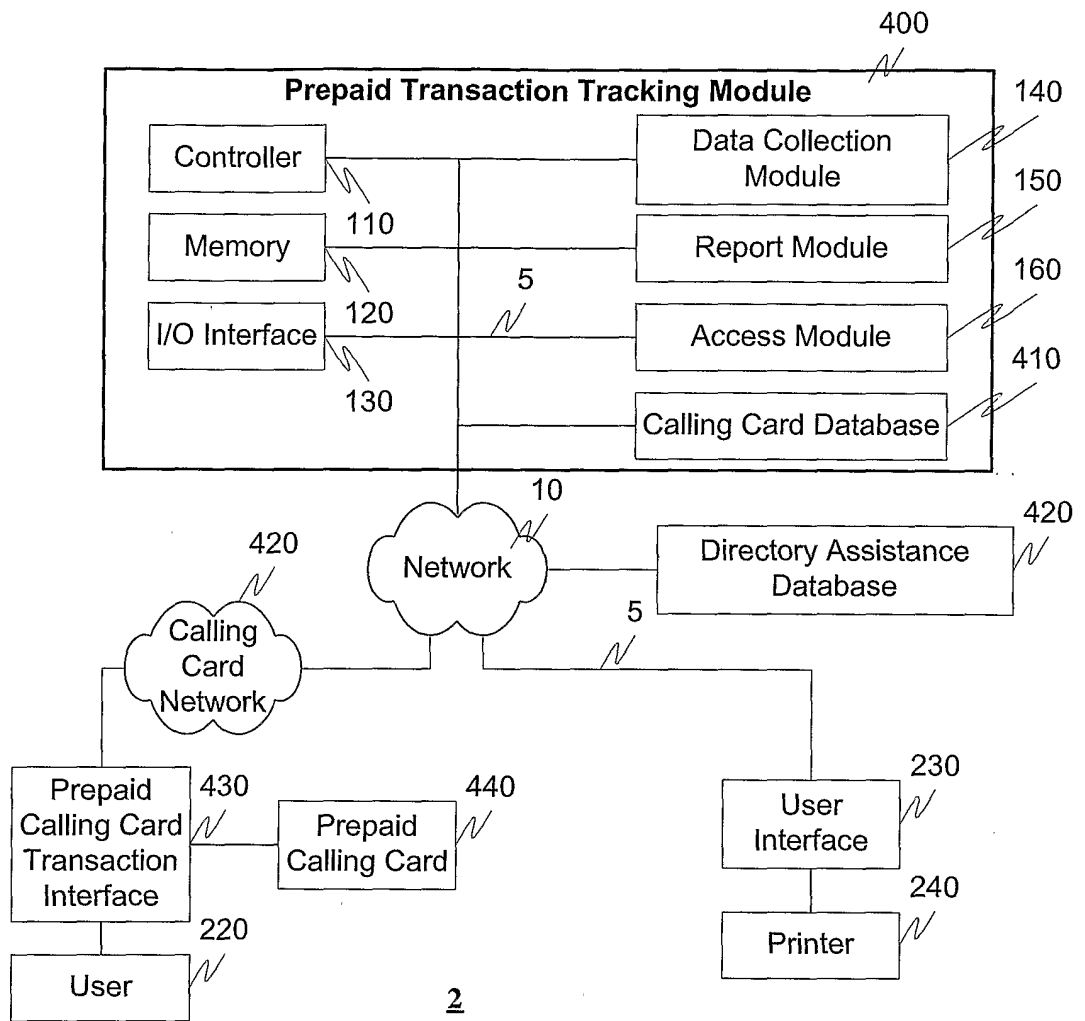 400
Prepaid Transaction Tracking Module
140
Controller
Data Collection
Module
110
150
Memory
Report Module
120
5
160
I/O Interface
Access Module
130
410
Calling Card Database
10
420
Network
Directory Assistance
Database
420
Calling
Card
Network
5
Prepaid
Calling Card
Transaction
Interface
430
440
Prepaid
Calling Card
230
User
Interface
220
240
User
Printer
2